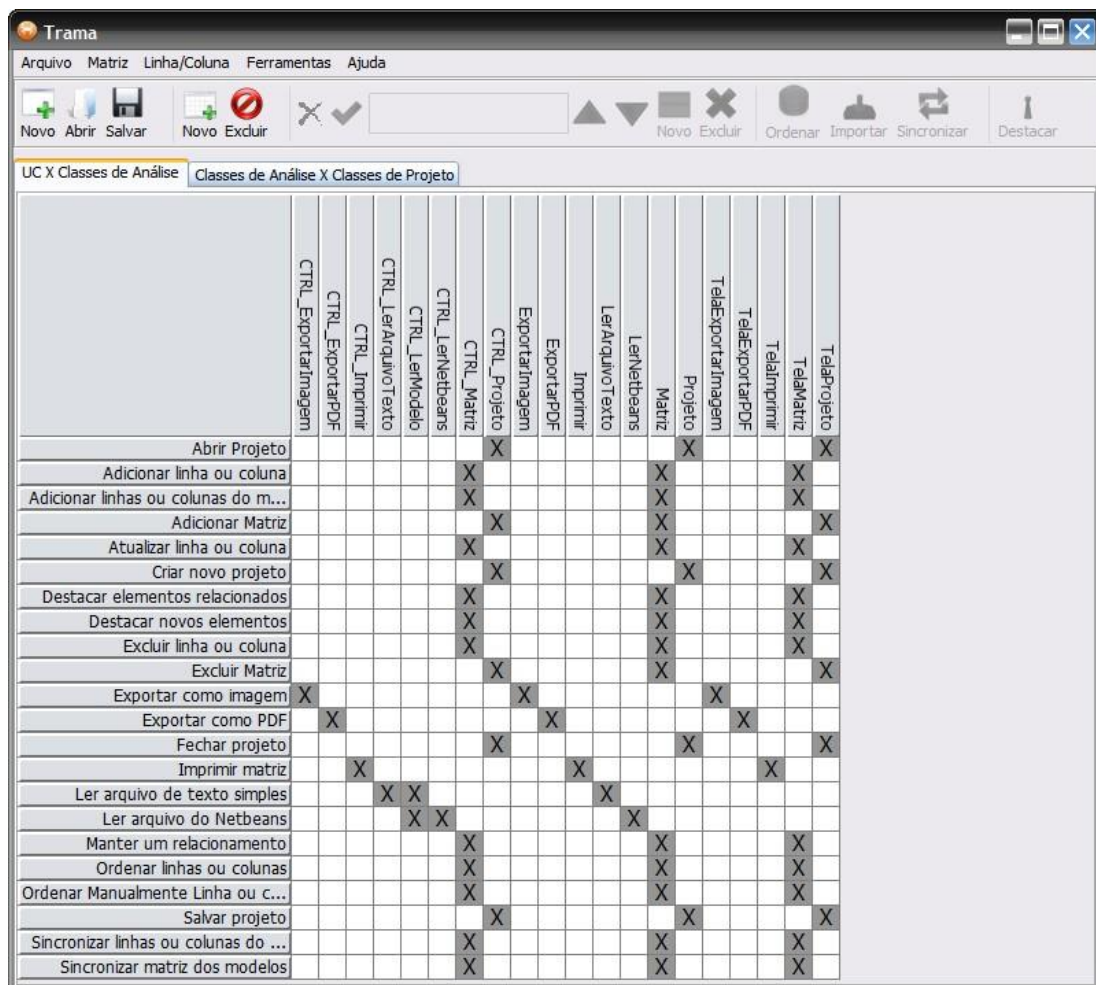 Trama
Arquivo Matriz Linha/Coluna Ferramentas Ajuda
Novo Abrir Salvar Novo Excluir Novo Excluir Ordenar Importar Sincronizar Destacar
UC X Classes de Análise Classes de Análise X Classes de Projeto
CTRL_ExportarImagem
CTRL_ExportarPDF
CTRL_Imprimir
CTRL_LerArquivoTexto
CTRL_LerModelo
CTRL_LerNetbeans
CTRL_Matriz
CTRL_Projeto
ExportarImagem
ExportarPDF
Imprimir
LerArquivoTexto
LerNetbeans
Matriz
Projeto
TelaExportarImagem
TelaExportarPDF
TelaImprimir
TelaMatriz
TelaProjeto
Abrir Projeto X X X
Adicionar linha ou coluna X X X
Adicionar linhas ou colunas do m... X X X
Adicionar Matriz X X X
Atualizar linha ou coluna X X X
Criar novo projeto X X X
Destacar elementos relacionados X X X
Destacar novos elementos X X X
Excluir linha ou coluna X X X
Excluir Matriz X X X
Exportar como imagem X X X
Exportar como PDF X X X
Fechar projeto X X X
Imprimir matriz X X X
Ler arquivo de texto simples X X X
Ler arquivo do Netbeans X X X
Manter um relacionamento X X X
Ordenar linhas ou colunas X X X
Ordenar Manualmente Linha ou c... X X X
Salvar projeto X X X
Sincronizar linhas ou colunas do ... X X X
Sincronizar matriz dos modelos X X X